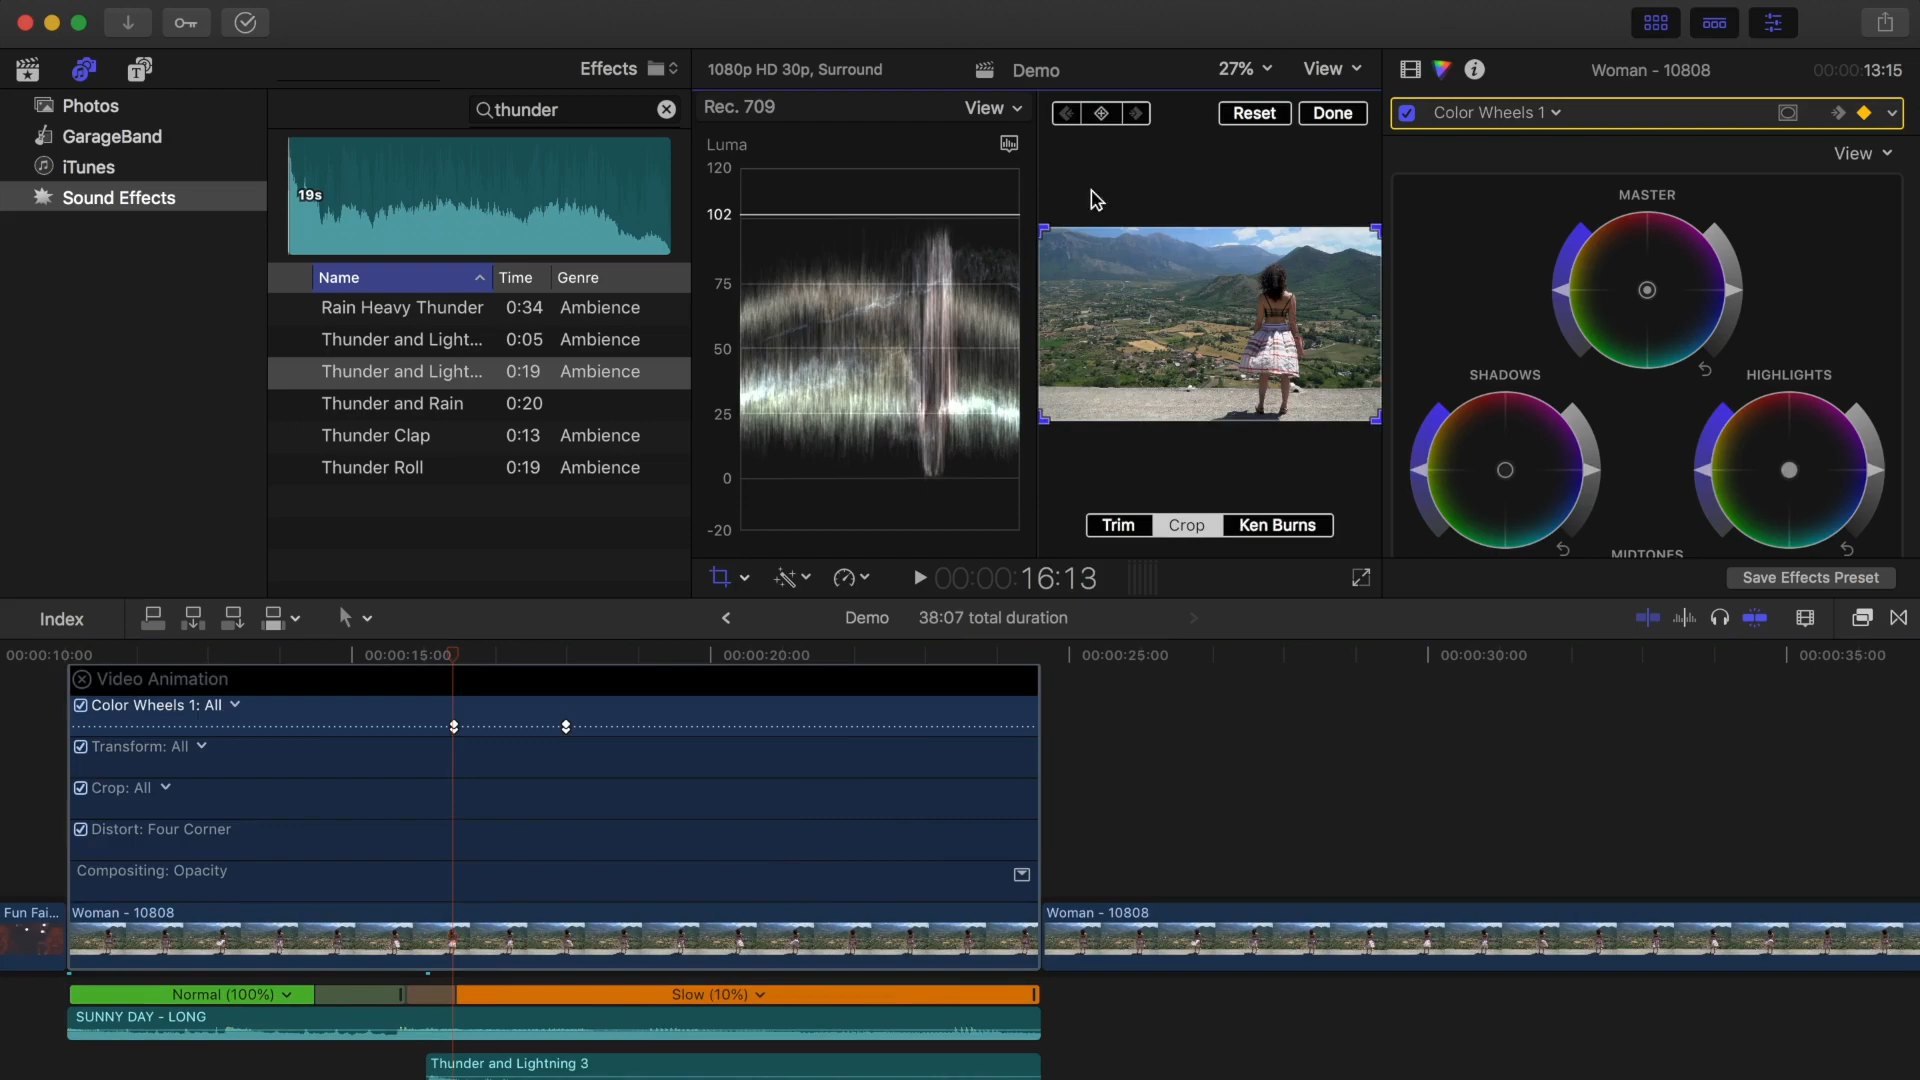 Effects
1080p HD 30p, Surround
Demo
27%
View
Woman - 10808
00:00:13:15
Photos
GarageBand
iTunes
Sound Effects
thunder
19s
Name Time Genre
Rain Heavy Thunder 0:34 Ambience
Thunder and Light... 0:05 Ambience
Thunder and Light... 0:19 Ambience
Thunder and Rain 0:20
Thunder Clap 0:13 Ambience
Thunder Roll 0:19 Ambience
Rec. 709
View
Luma
120
102
75
50
25
0
-20
Reset
Done
Trim
Crop
Ken Burns
00:00:16:13
Color Wheels 1
View
MASTER
SHADOWS
HIGHLIGHTS
MIDTONES
Save Effects Preset
Index
Demo
38:07 total duration
00:00:10:00
00:00:15:00
00:00:20:00
00:00:25:00
00:00:30:00
00:00:35:00
Video Animation
Color Wheels 1: All
Transform: All
Crop: All
Distort: Four Corner
Compositing: Opacity
Fun Fai...
Woman - 10808
Woman - 10808
Normal (100%)
Slow (10%)
SUNNY DAY - LONG
Thunder and Lightning 3